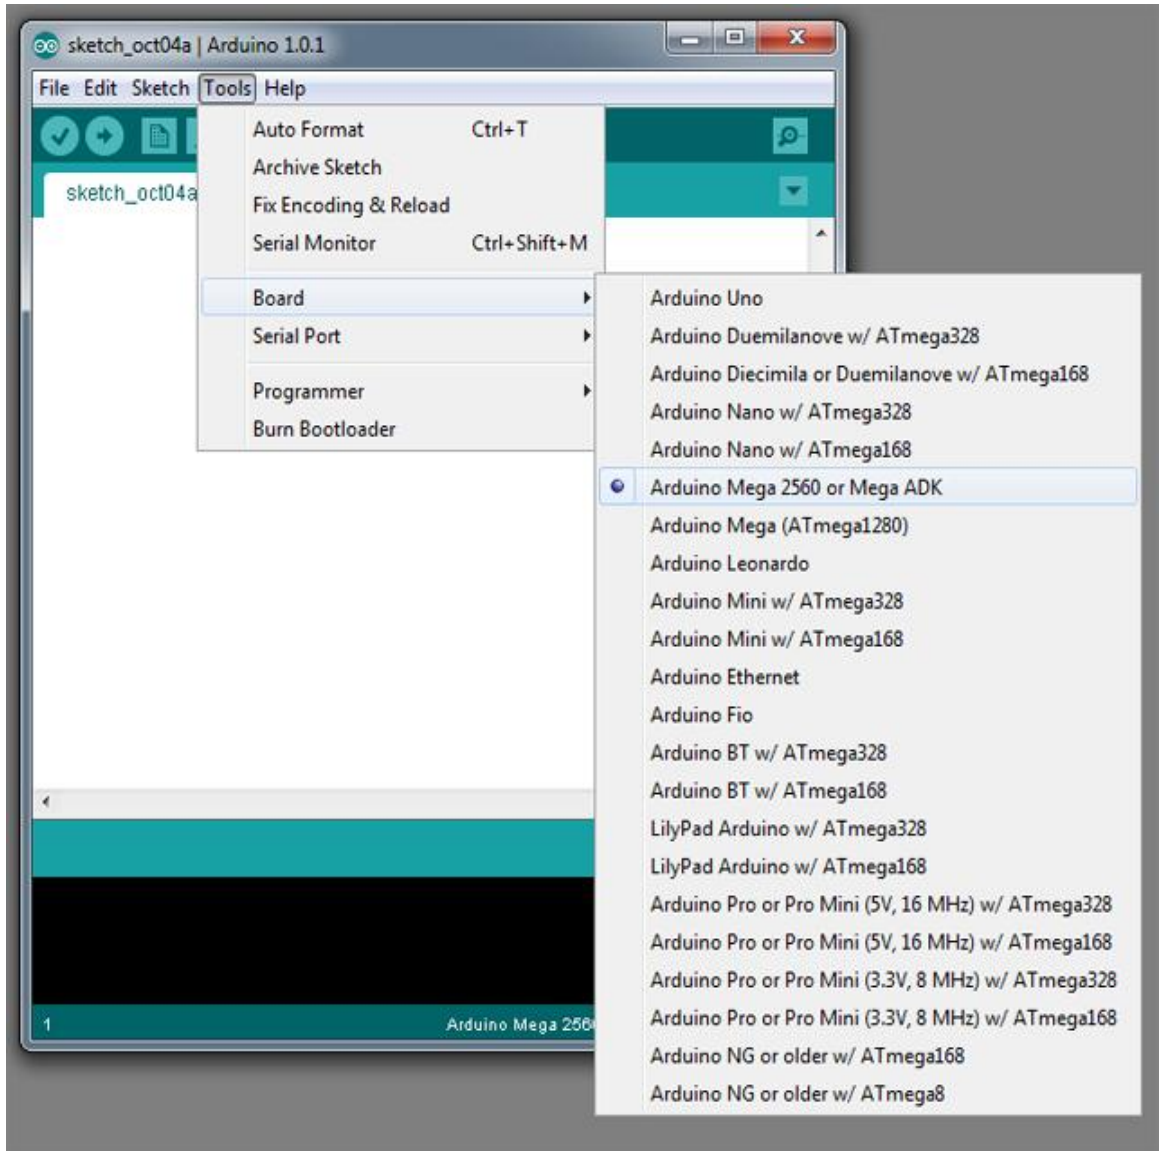 sketch_oct04a | Arduino 1.0.1
File Edit Sketch Tools Help
Auto Format Ctrl+T
Archive Sketch
sketch_oct04a
Fix Encoding & Reload
Serial Monitor Ctrl+Shift+M
Board
Serial Port
Programmer
Burn Bootloader
Arduino Uno
Arduino Duemilanove w/ ATmega328
Arduino Diecimila or Duemilanove w/ ATmega168
Arduino Nano w/ ATmega328
Arduino Nano w/ ATmega168
Arduino Mega 2560 or Mega ADK
Arduino Mega (ATmega1280)
Arduino Leonardo
Arduino Mini w/ ATmega328
Arduino Mini w/ ATmega168
Arduino Ethernet
Arduino Fio
Arduino BT w/ ATmega328
Arduino BT w/ ATmega168
LilyPad Arduino w/ ATmega328
LilyPad Arduino w/ ATmega168
Arduino Pro or Pro Mini (5V, 16 MHz) w/ ATmega328
Arduino Pro or Pro Mini (5V, 16 MHz) w/ ATmega168
Arduino Pro or Pro Mini (3.3V, 8 MHz) w/ ATmega328
Arduino Pro or Pro Mini (3.3V, 8 MHz) w/ ATmega168
Arduino NG or older w/ ATmega168
Arduino NG or older w/ ATmega8
1 Arduino Mega 256